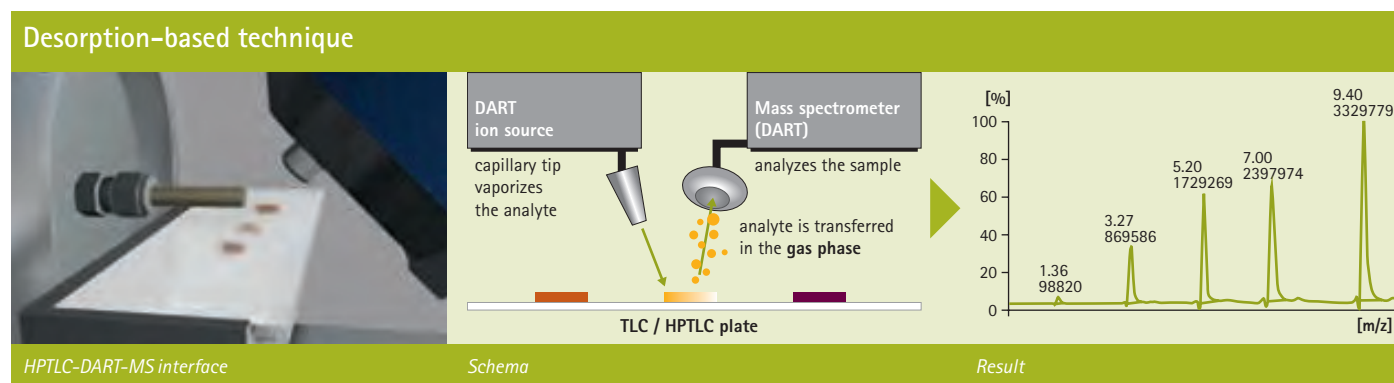 Desorption-based technique
DART
ion source
capillary tip
vaporizes
the analyte
Mass spectrometer
(DART)
analyzes the sample
analyte is transferred
in the gas phase
TLC / HPTLC plate
[%]
100
80
60
40
20
0
1.36
98820
3.27
869586
5.20
1729269
7.00
2397974
9.40
3329779
[m/z]
HPTLC-DART-MS interface
Schema
Result